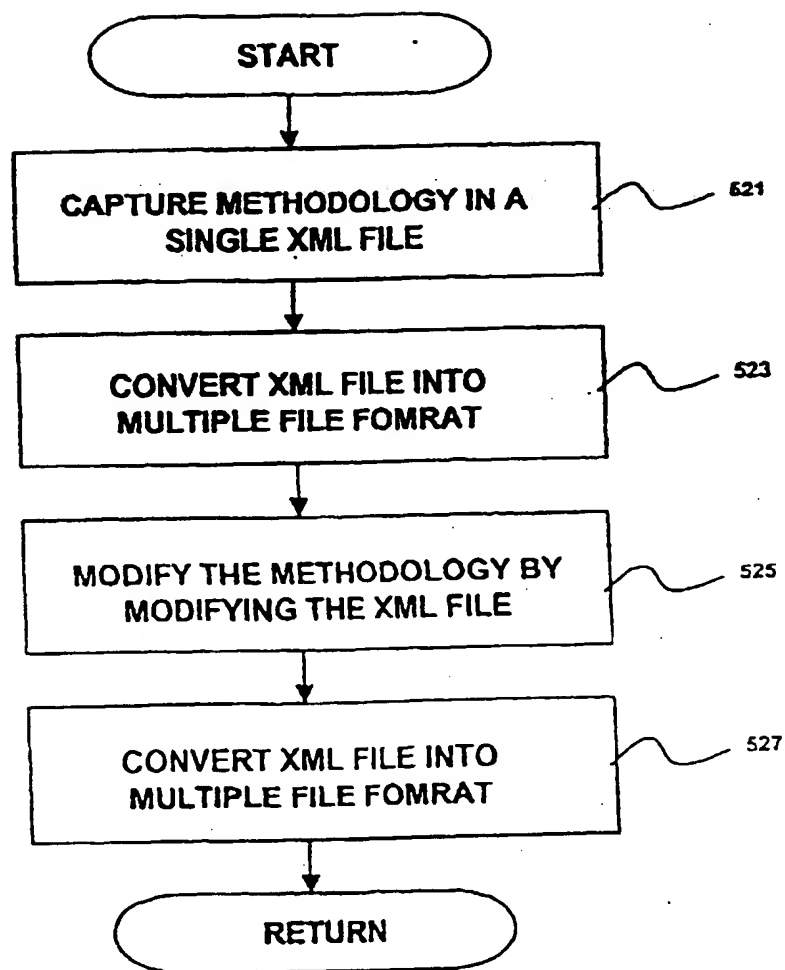 START
CAPTURE METHODOLOGY IN A
SINGLE XML FILE
521
CONVERT XML FILE INTO
MULTIPLE FILE FOMRAT
523
MODIFY THE METHODOLOGY BY
MODIFYING THE XML FILE
525
CONVERT XML FILE INTO
MULTIPLE FILE FOMRAT
527
RETURN